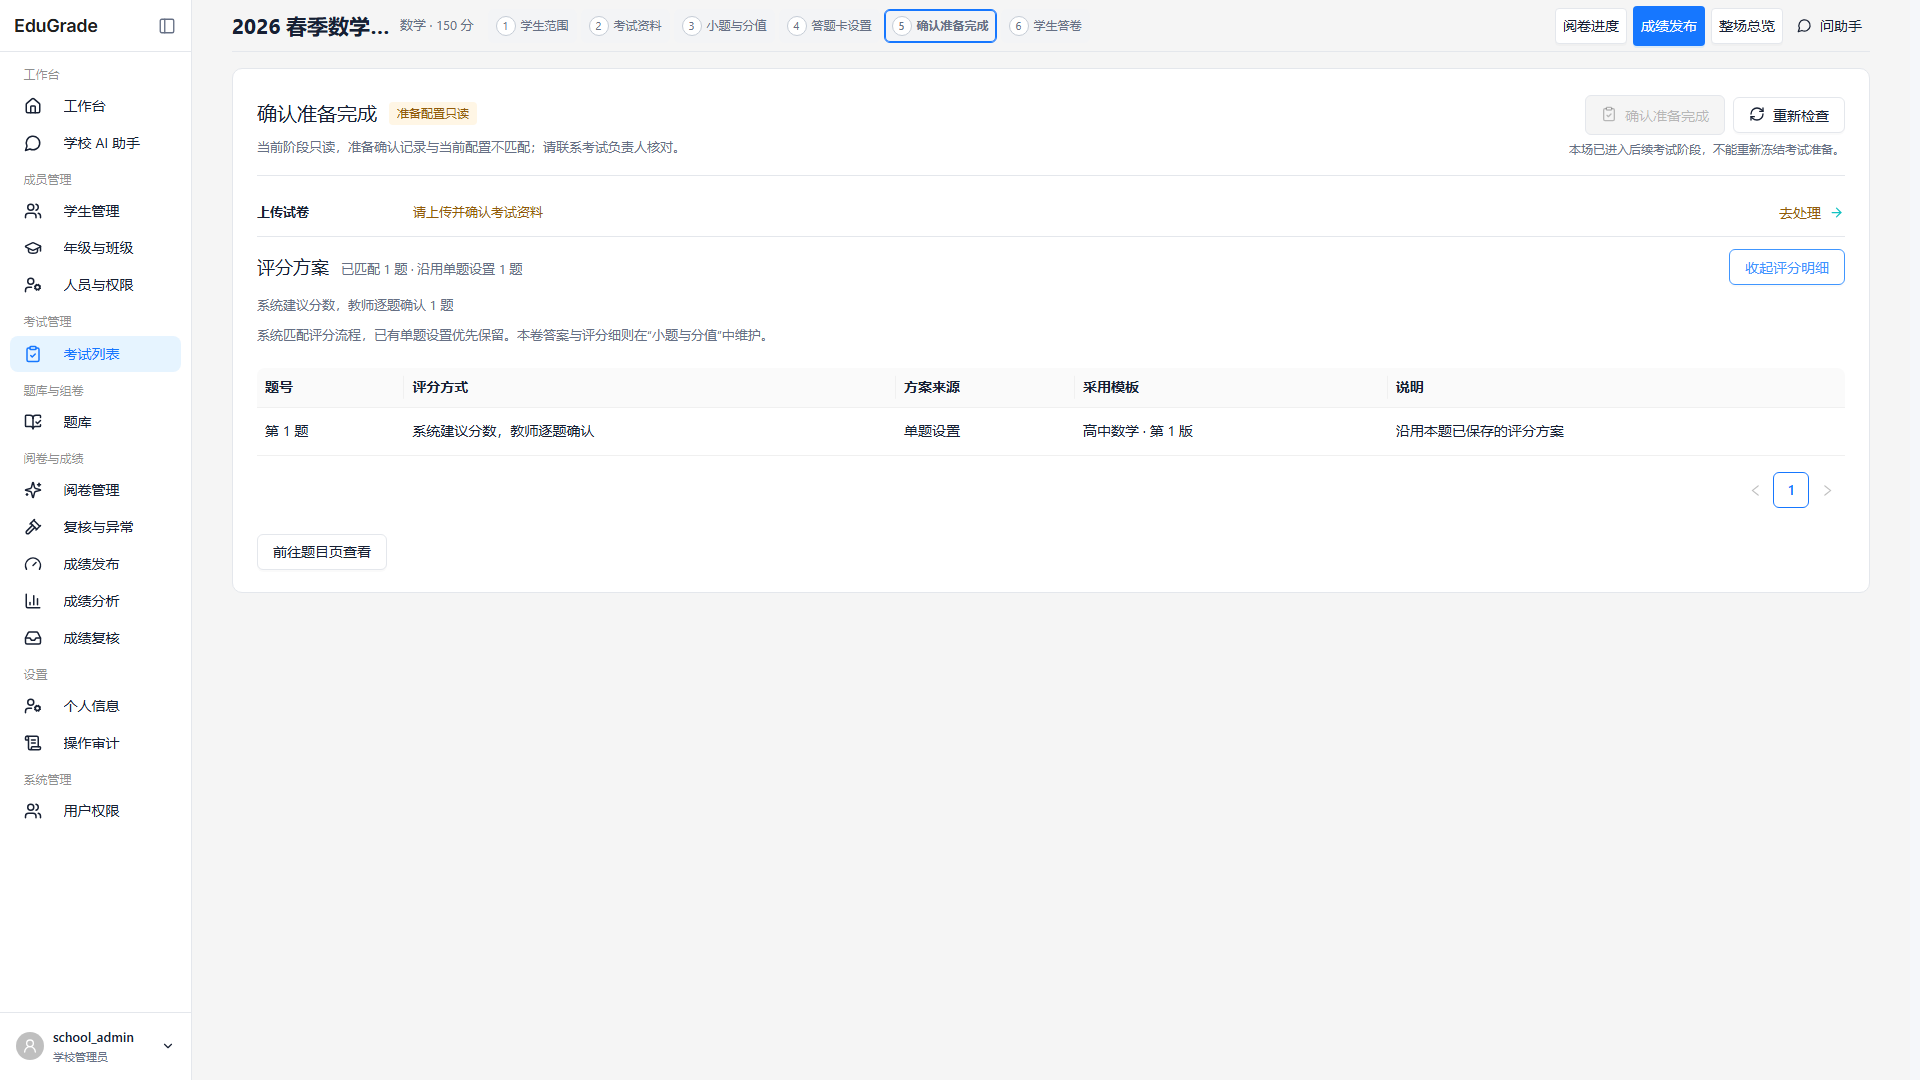 EduGrade
工作台
工作台
学校 AI 助手
成员管理
学生管理
年级与班级
人员与权限
考试管理
考试列表
题库与组卷
题库
阅卷与成绩
阅卷管理
复核与异常
成绩发布
成绩分析
成绩复核
设置
个人信息
操作审计
系统管理
用户权限
school_admin
学校管理员
2026 春季数学... 数学 · 150 分 1 学生范围 2 考试资料 3 小题与分值 4 答题卡设置 5 确认准备完成 6 学生答卷 阅卷进度 成绩发布 整场总览 问助手
确认准备完成 准备配置只读 确认准备完成 重新检查
当前阶段只读，准备确认记录与当前配置不匹配；请联系考试负责人核对。 本场已进入后续考试阶段，不能重新冻结考试准备。
上传试卷 请上传并确认考试资料 去处理
评分方案 已匹配 1 题 · 沿用单题设置 1 题 收起评分明细
系统建议分数，教师逐题确认 1 题
系统匹配评分流程，已有单题设置优先保留。本卷答案与评分细则在“小题与分值”中维护。
题号 评分方式 方案来源 采用模板 说明
第 1 题 系统建议分数，教师逐题确认 单题设置 高中数学 · 第 1 版 沿用本题已保存的评分方案
1
前往题目页查看